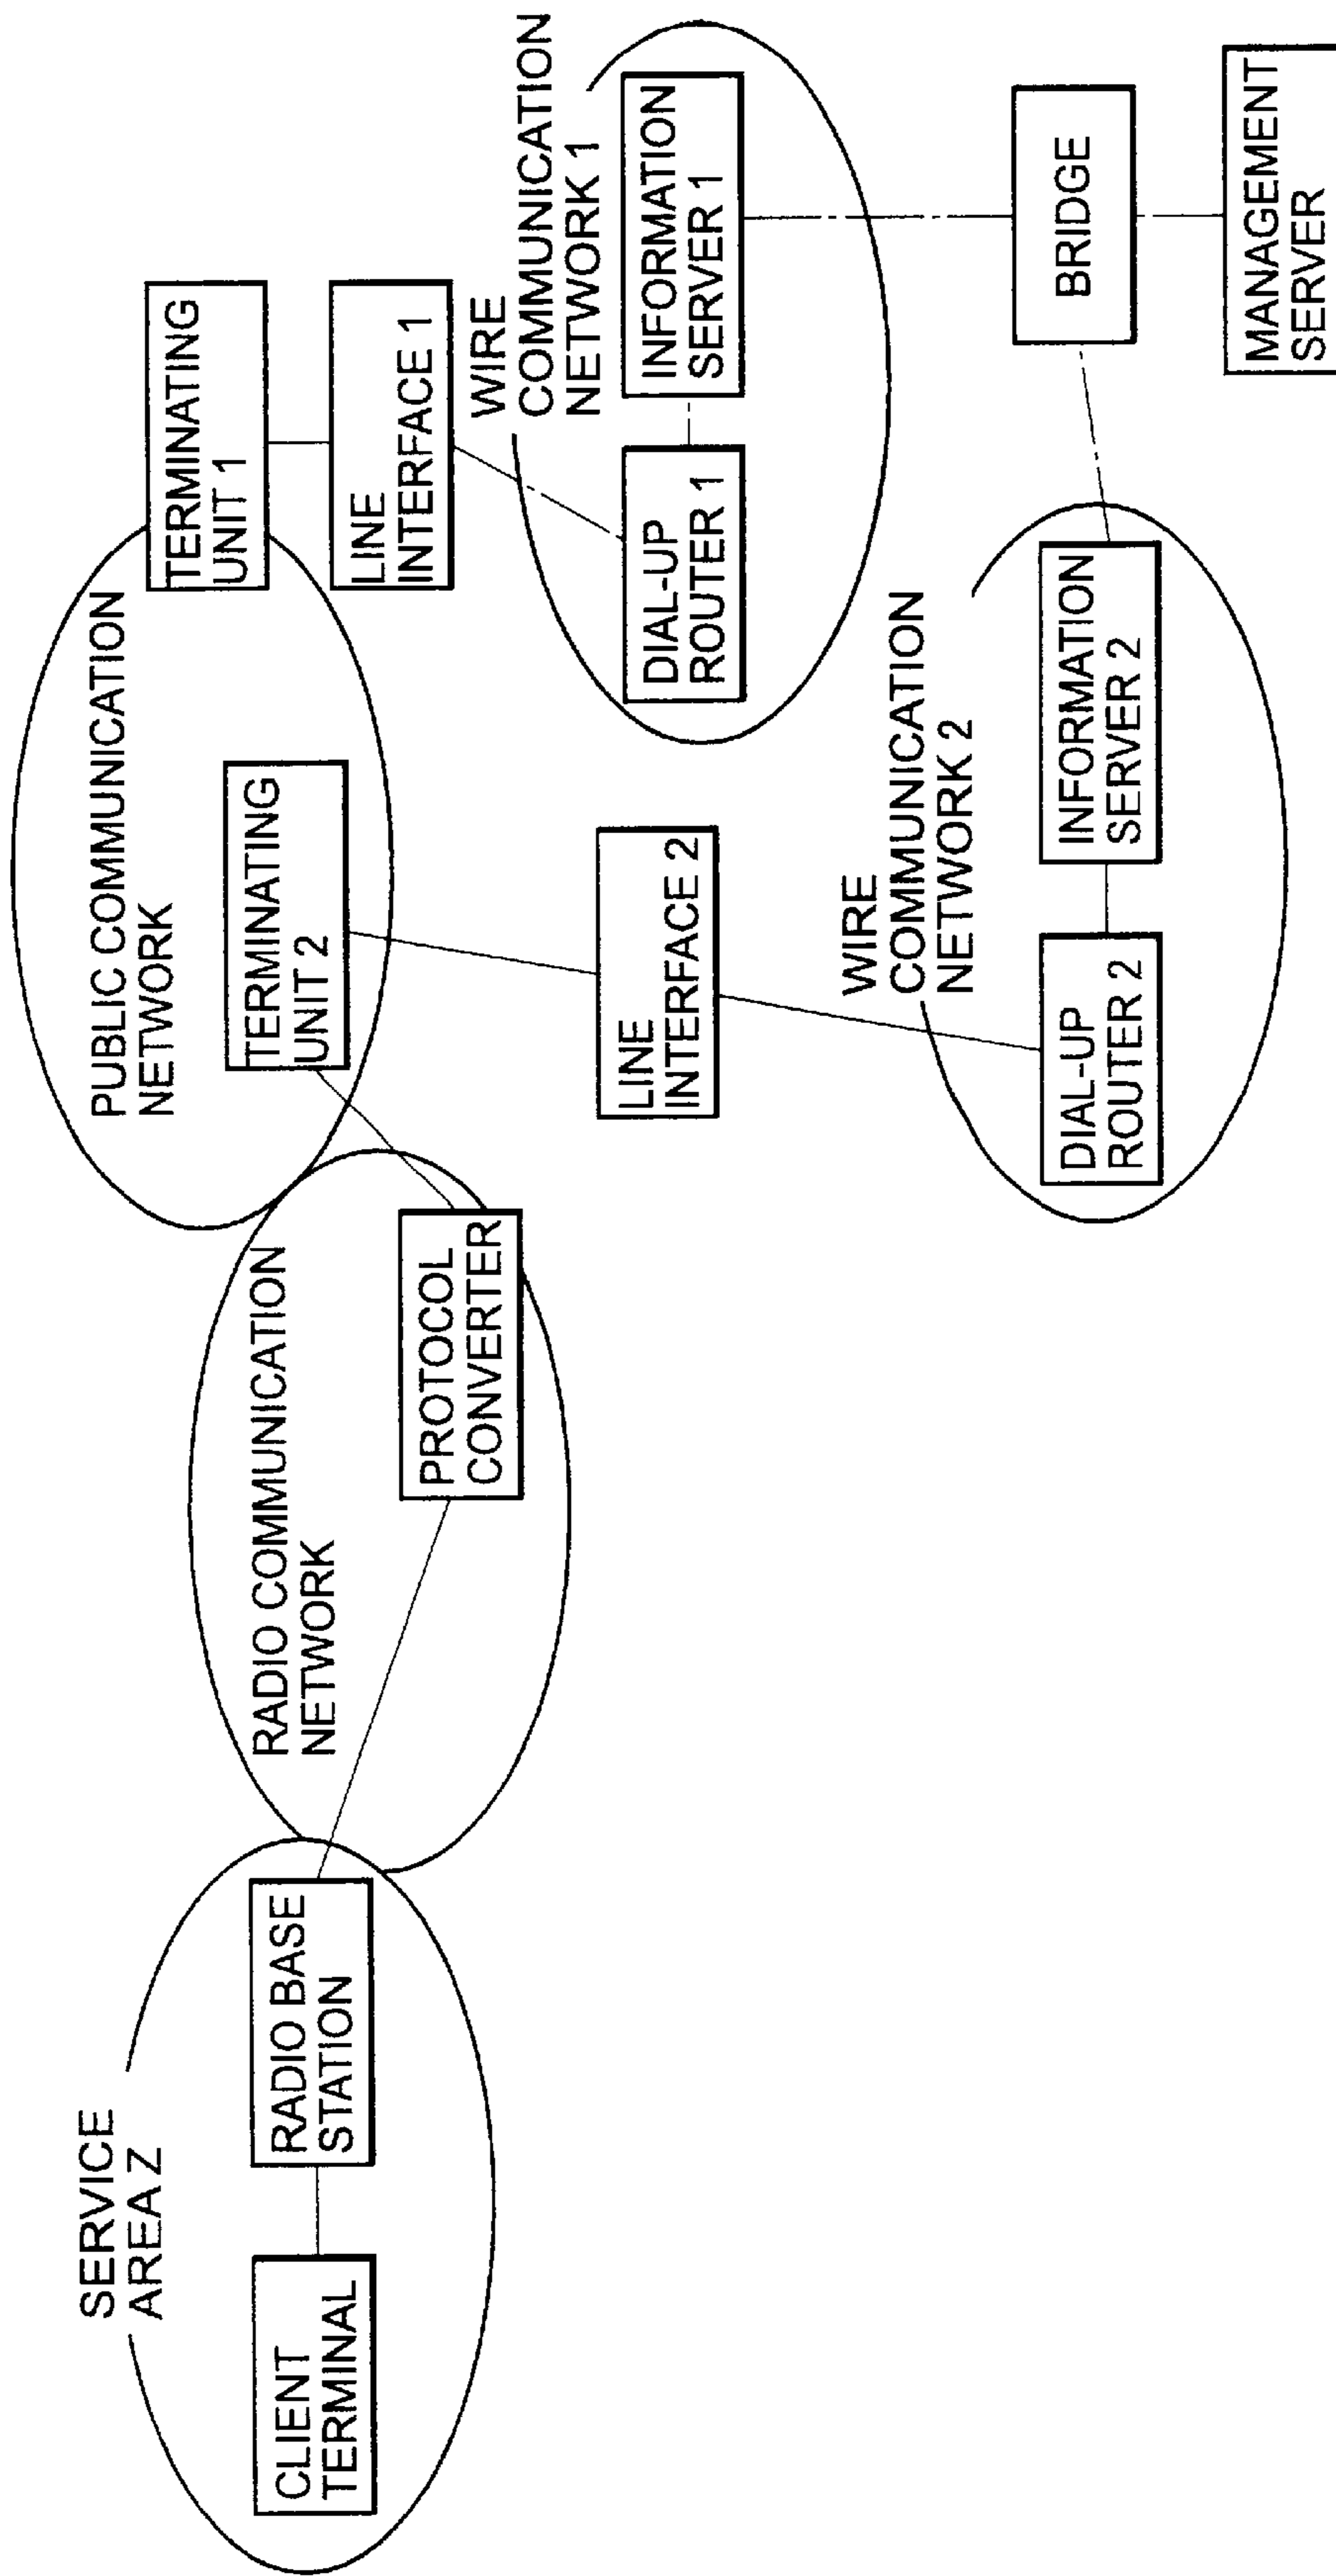 SERVICE
AREA Z
CLIENT
TERMINAL
RADIO BASE
STATION
RADIO COMMUNICATION
NETWORK
PROTOCOL
CONVERTER
PUBLIC COMMUNICATION
NETWORK
TERMINATING
UNIT 2
TERMINATING
UNIT 1
LINE
INTERFACE 1
LINE
INTERFACE 2
WIRE
COMMUNICATION
NETWORK 1
DIAL-UP
ROUTER 1
INFORMATION
SERVER 1
WIRE
COMMUNICATION
NETWORK 2
DIAL-UP
ROUTER 2
INFORMATION
SERVER 2
BRIDGE
MANAGEMENT
SERVER